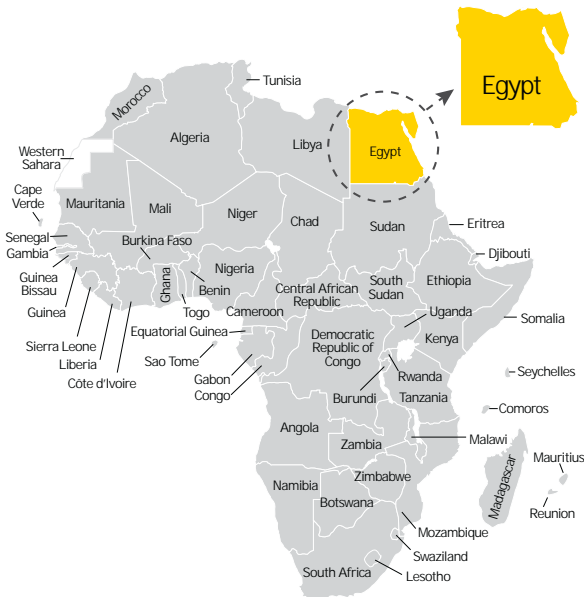 Egypt
Tunisia
Morocco
Algeria
Libya
Egypt
Western
Sahara
Cape
Verde
Mauritania
Mali
Niger
Chad
Sudan
Eritrea
Senegal
Gambia
Burkina Faso
Djibouti
Guinea
Bissau
Ghana
Nigeria
Benin
South
Sudan
Ethiopia
Guinea
Togo
Cameroon
Central African
Republic
Uganda
Somalia
Sierra Leone
Equatorial Guinea
Democratic
Republic of
Congo
Kenya
Liberia
Sao Tome
Rwanda
Seychelles
Côte d'Ivoire
Gabon
Congo
Burundi
Tanzania
Comoros
Angola
Zambia
Malawi
Madagascar
Mauritius
Namibia
Zimbabwe
Botswana
Reunion
Mozambique
Swaziland
South Africa
Lesotho